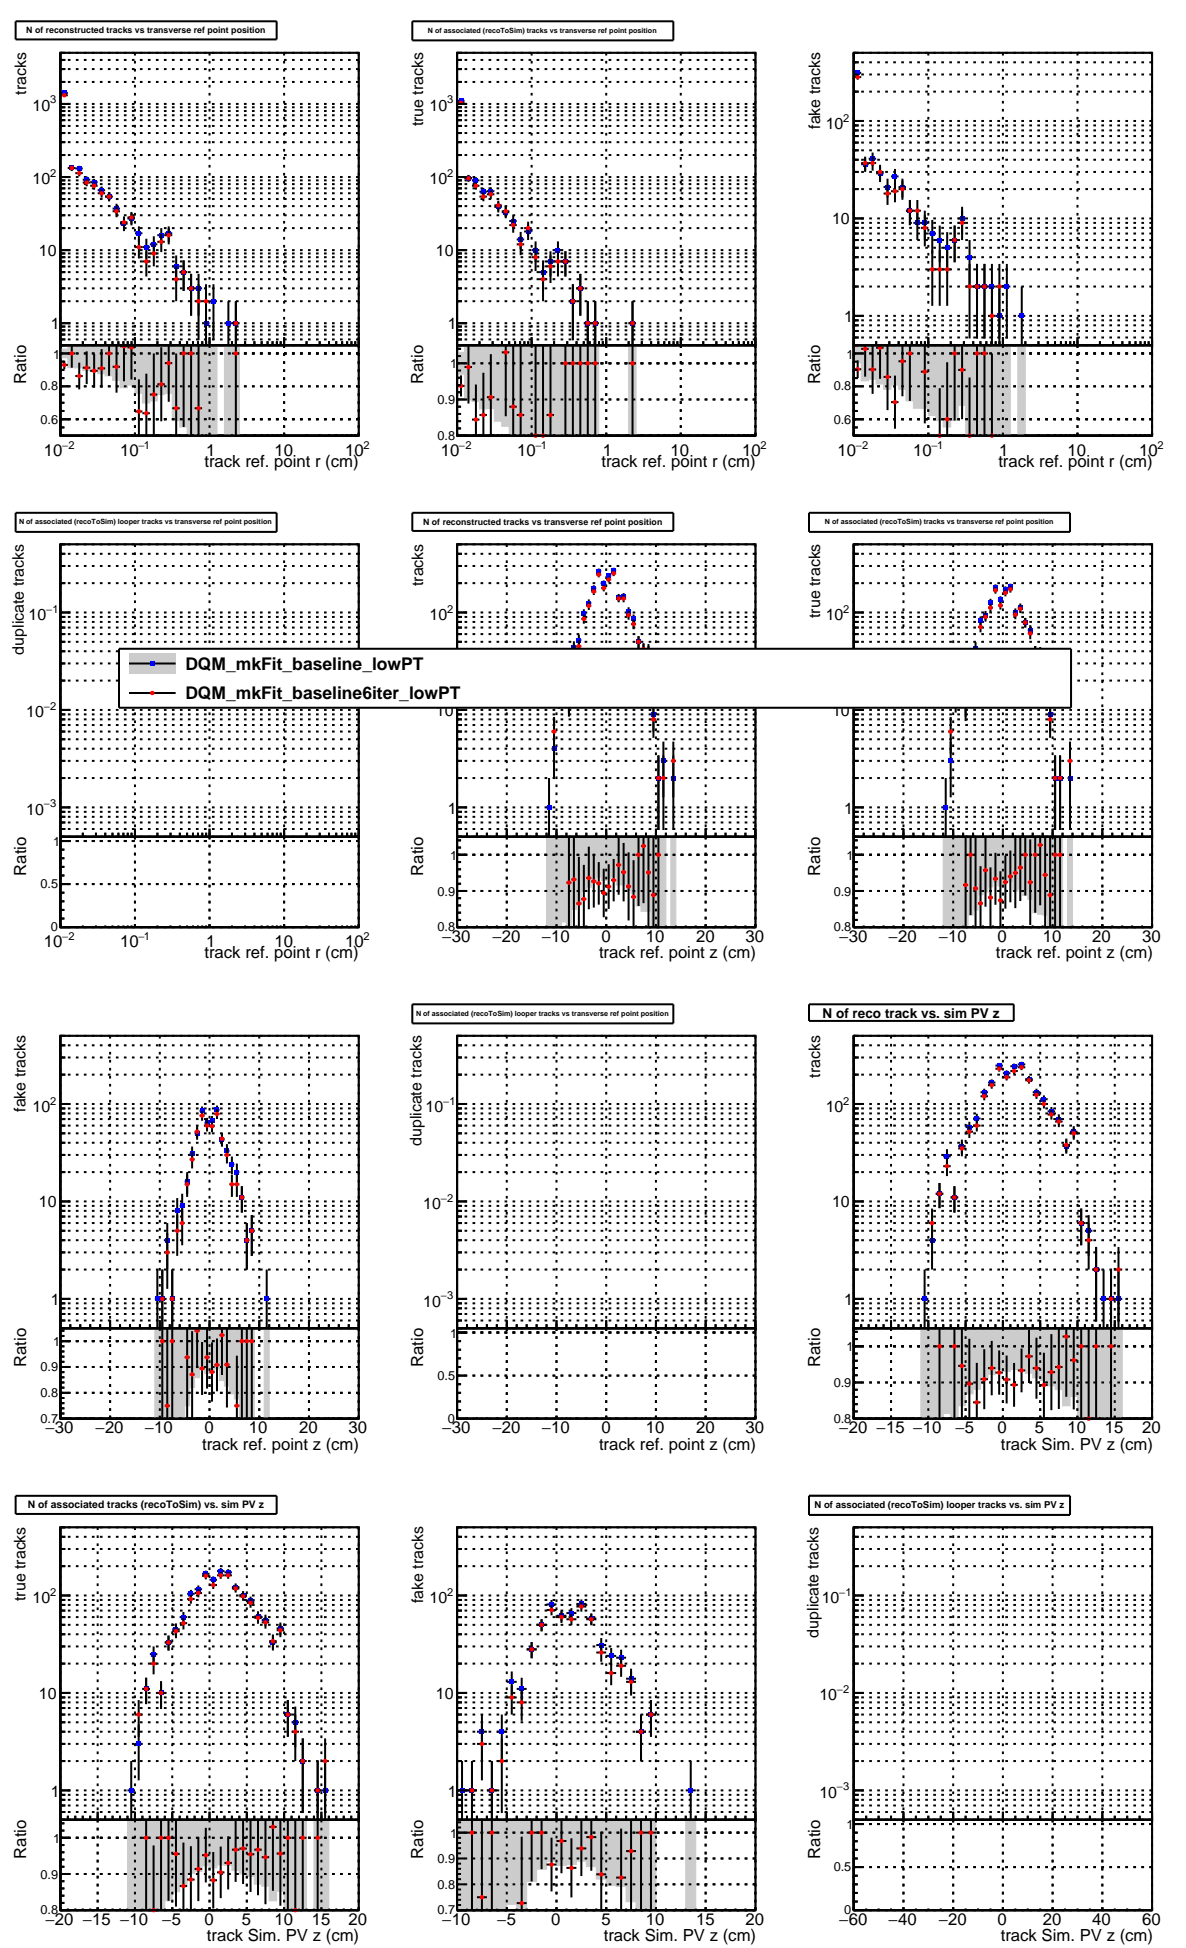 N of reconstructed tracks vs transverse ref point position
tracks
10³
10²
10
1
Ratio
1
0.8
0.6
10⁻² 10⁻¹ 1 10 10²
track ref. point r (cm)
N of associated (recoToSim) tracks vs transverse ref point position
true tracks
10³
10²
10
1
Ratio
1
0.9
0.8
10⁻² 10⁻¹ 1 10 10²
track ref. point r (cm)
fake tracks
10²
10
1
Ratio
1
0.8
0.6
10⁻² 10⁻¹ 1 10 10²
track ref. point r (cm)
N of associated (recoToSim) looper tracks vs transverse ref point position
duplicate tracks
10⁻¹
10⁻²
10⁻³
Ratio
1
0.5
0
10⁻² 10⁻¹ 1 10 10²
track ref. point r (cm)
N of reconstructed tracks vs transverse ref point position
tracks
10²
10
1
Ratio
1
0.9
0.8
−30 −20 −10 0 10 20 30
track ref. point z (cm)
N of associated (recoToSim) tracks vs transverse ref point position
true tracks
10²
10
1
Ratio
1
0.9
0.8
−30 −20 −10 0 10 20 30
track ref. point z (cm)
DQM_mkFit_baseline_lowPT
DQM_mkFit_baseline6iter_lowPT
fake tracks
10²
10
1
Ratio
1
0.9
0.8
0.7
−30 −20 −10 0 10 20 30
track ref. point z (cm)
N of associated (recoToSim) looper tracks vs transverse ref point position
duplicate tracks
10⁻¹
10⁻²
10⁻³
Ratio
1
0.5
0
−30 −20 −10 0 10 20 30
track ref. point z (cm)
N of reco track vs. sim PV z
tracks
10²
10
1
Ratio
1
0.9
0.8
−20 −15 −10 −5 0 5 10 15 20
track Sim. PV z (cm)
N of associated tracks (recoToSim) vs. sim PV z
true tracks
10²
10
1
Ratio
1
0.9
0.8
−20 −15 −10 −5 0 5 10 15 20
track Sim. PV z (cm)
fake tracks
10²
10
1
Ratio
1
0.9
0.8
0.7
−10 −5 0 5 10 15 20
track Sim. PV z (cm)
N of associated (recoToSim) looper tracks vs. sim PV z
duplicate tracks
10⁻¹
10⁻²
10⁻³
Ratio
1
0.5
0
−60 −40 −20 0 20 40 60
track Sim. PV z (cm)